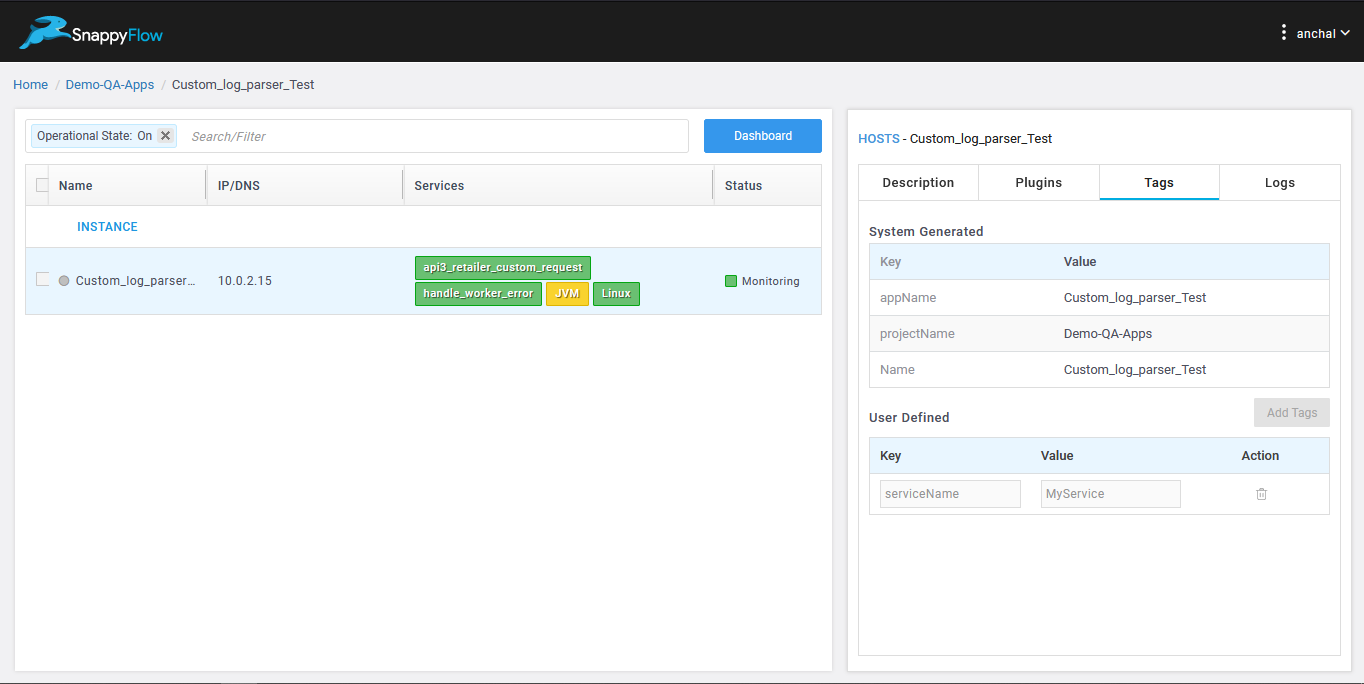 SnappyFlow
anchal
Home / Demo-QA-Apps / Custom_log_parser_Test
Operational State: On
Search/Filter
Dashboard
Name IP/DNS Services Status
INSTANCE
Custom_log_parser... 10.0.2.15
api3_retailer_custom_request
handle_worker_error JVM Linux
Monitoring
HOSTS - Custom_log_parser_Test
Description Plugins Tags Logs
System Generated
Key Value
appName Custom_log_parser_Test
projectName Demo-QA-Apps
Name Custom_log_parser_Test
User Defined
Add Tags
Key Value Action
serviceName MyService